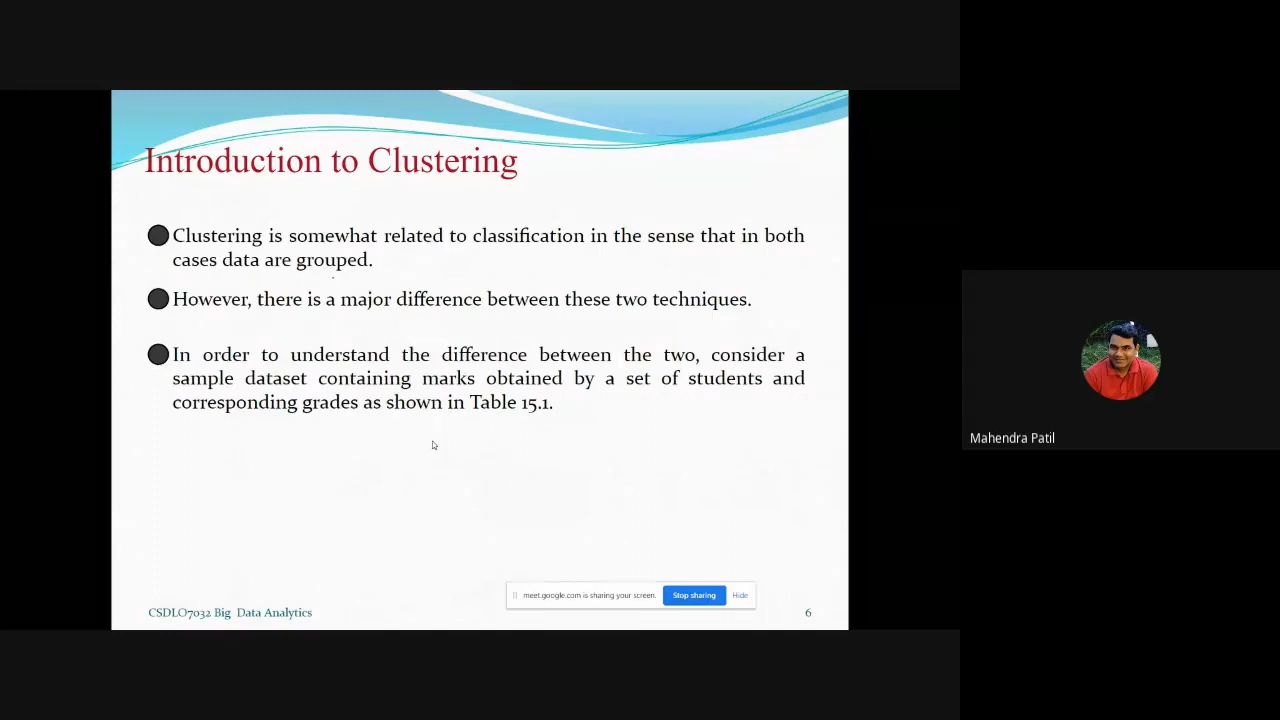 Introduction to Clustering
Clustering is somewhat related to classification in the sense that in both
cases data are grouped.
However, there is a major difference between these two techniques.
In order to understand the difference between the two, consider a
sample dataset containing marks obtained by a set of students and
corresponding grades as shown in Table 15.1.
meet.google.com is sharing your screen. Stop sharing Hide
CSDLO7032 Big Data Analytics 6
Mahendra Patil